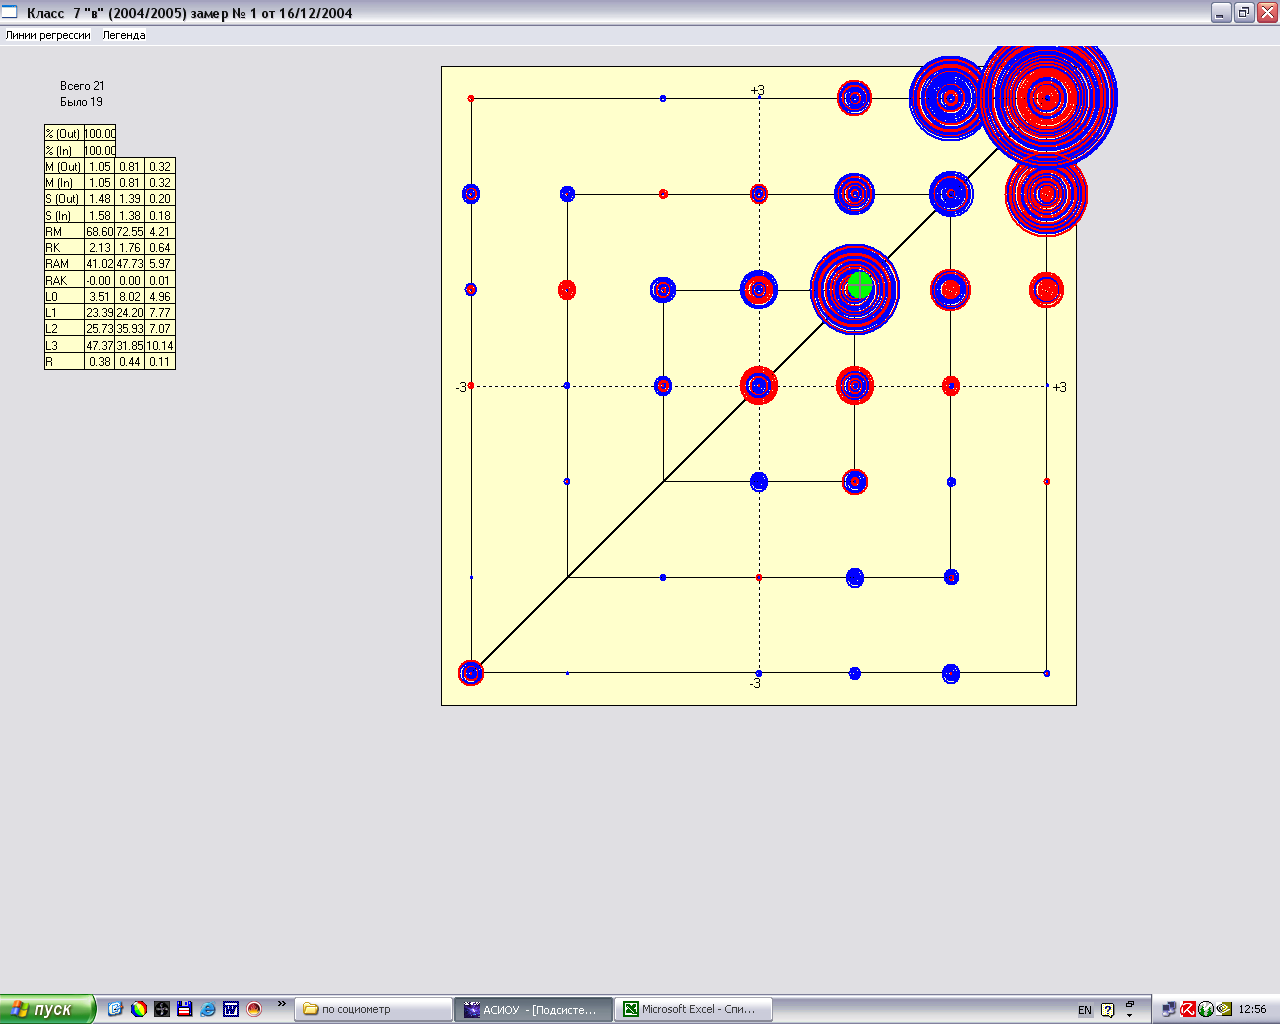 Класс 7 "в" (2004/2005) замер № 1 от 16/12/2004
Линии регрессии Легенда
Всего 21
Было 19
% (Out) 100.00
% (In) 100.00
M (Out) 1.05 0.81 0.32
M (In) 1.05 0.81 0.32
S (Out) 1.48 1.39 0.20
S (In) 1.58 1.38 0.18
RM 68.60 72.55 4.21
RK 2.13 1.76 0.64
RAM 41.02 47.73 5.97
RAK -0.00 0.00 0.01
L0 3.51 8.02 4.96
L1 23.39 24.20 7.77
L2 25.73 35.93 7.07
L3 47.37 31.85 10.14
R 0.38 0.44 0.11
+3
-3 +3
-3
пуск W по социометр АСИОУ - [Подсисте... Microsoft Excel - Спи... EN 12:56